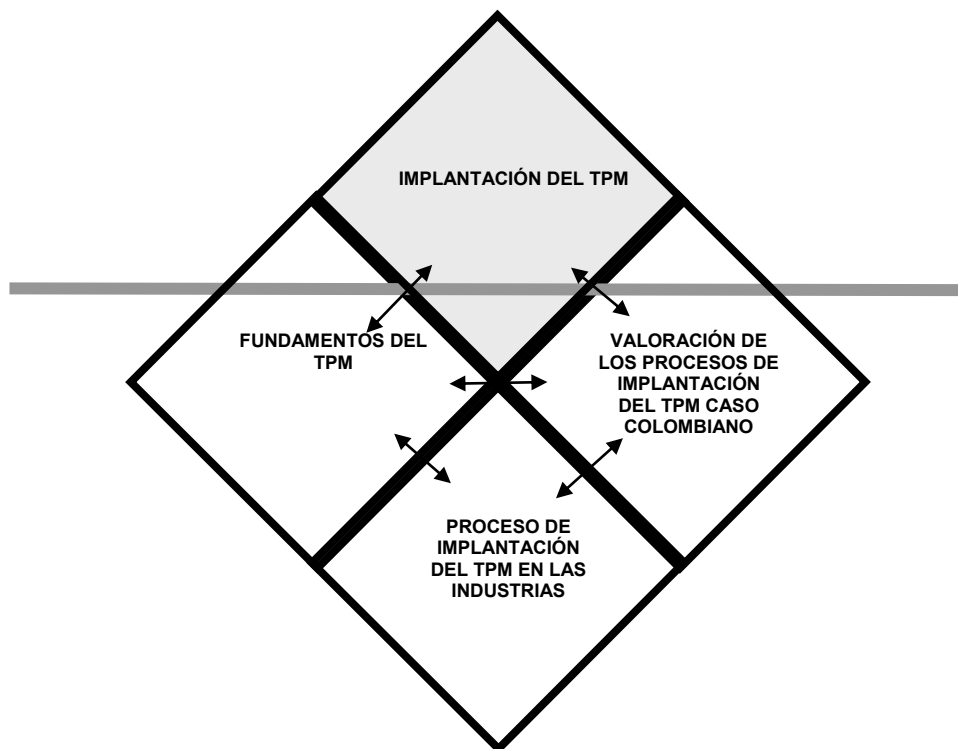 IMPLANTACIÓN DEL TPM
FUNDAMENTOS DEL
TPM
VALORACIÓN DE
LOS PROCESOS DE
IMPLANTACIÓN
DEL TPM CASO
COLOMBIANO
PROCESO DE
IMPLANTACIÓN
DEL TPM EN LAS
INDUSTRIAS